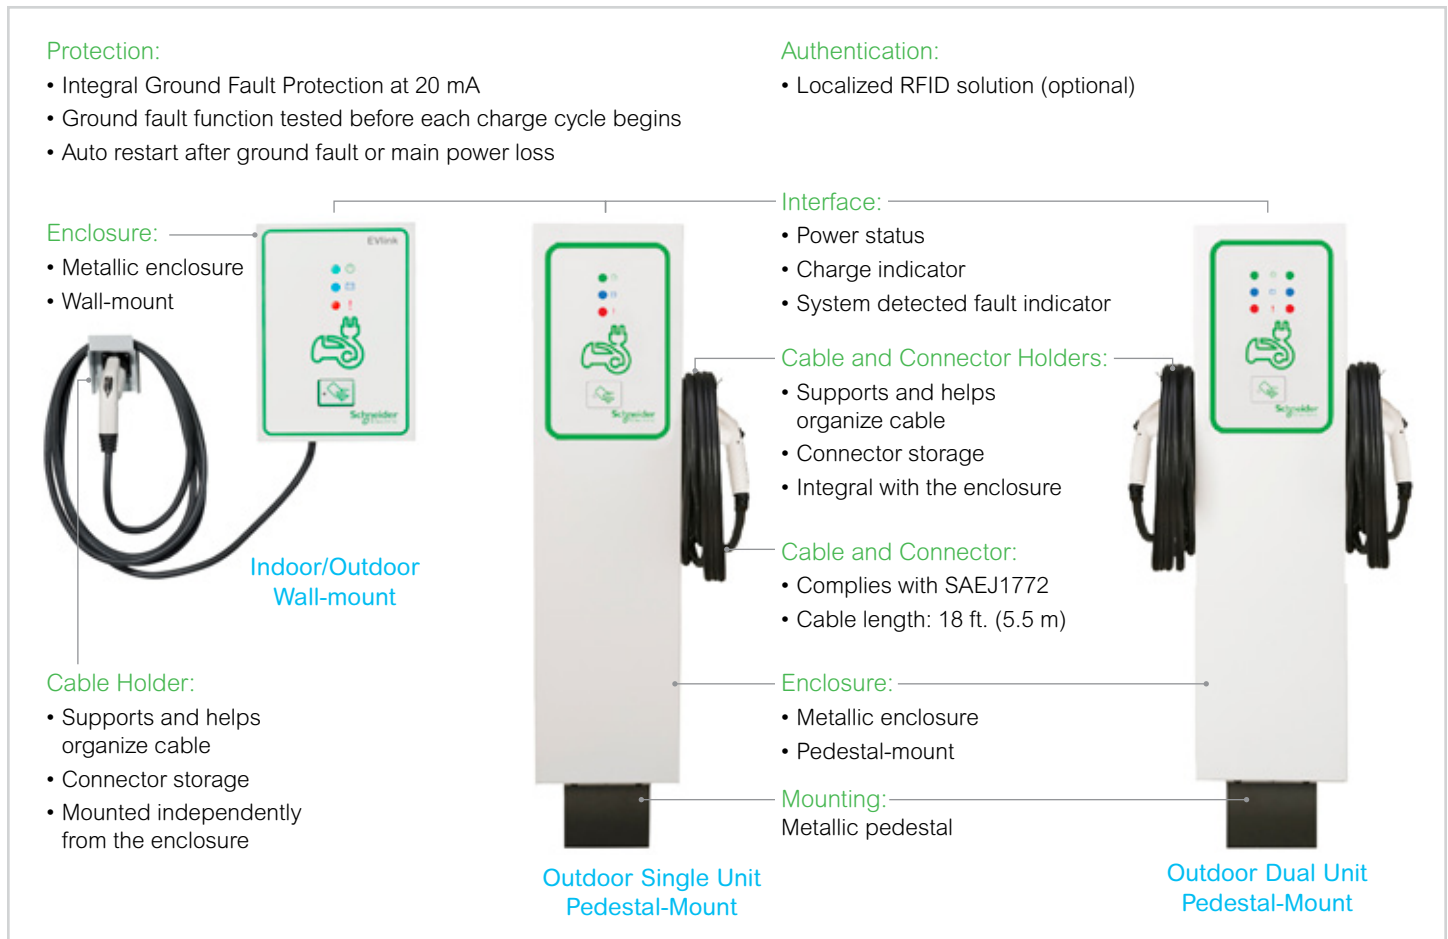 Protection:
• Integral Ground Fault Protection at 20 mA
• Ground fault function tested before each charge cycle begins
• Auto restart after ground fault or main power loss
Authentication:
• Localized RFID solution (optional)
Enclosure:
• Metallic enclosure
• Wall-mount
EVlink
Schneider
Indoor/Outdoor
Wall-mount
Cable Holder:
• Supports and helps
organize cable
• Connector storage
• Mounted independently
from the enclosure
Schneider
Outdoor Single Unit
Pedestal-Mount
Interface:
• Power status
• Charge indicator
• System detected fault indicator
Cable and Connector Holders:
• Supports and helps
organize cable
• Connector storage
• Integral with the enclosure
Cable and Connector:
• Complies with SAEJ1772
• Cable length: 18 ft. (5.5 m)
Enclosure:
• Metallic enclosure
• Pedestal-mount
Mounting:
Metallic pedestal
Schneider
Outdoor Dual Unit
Pedestal-Mount